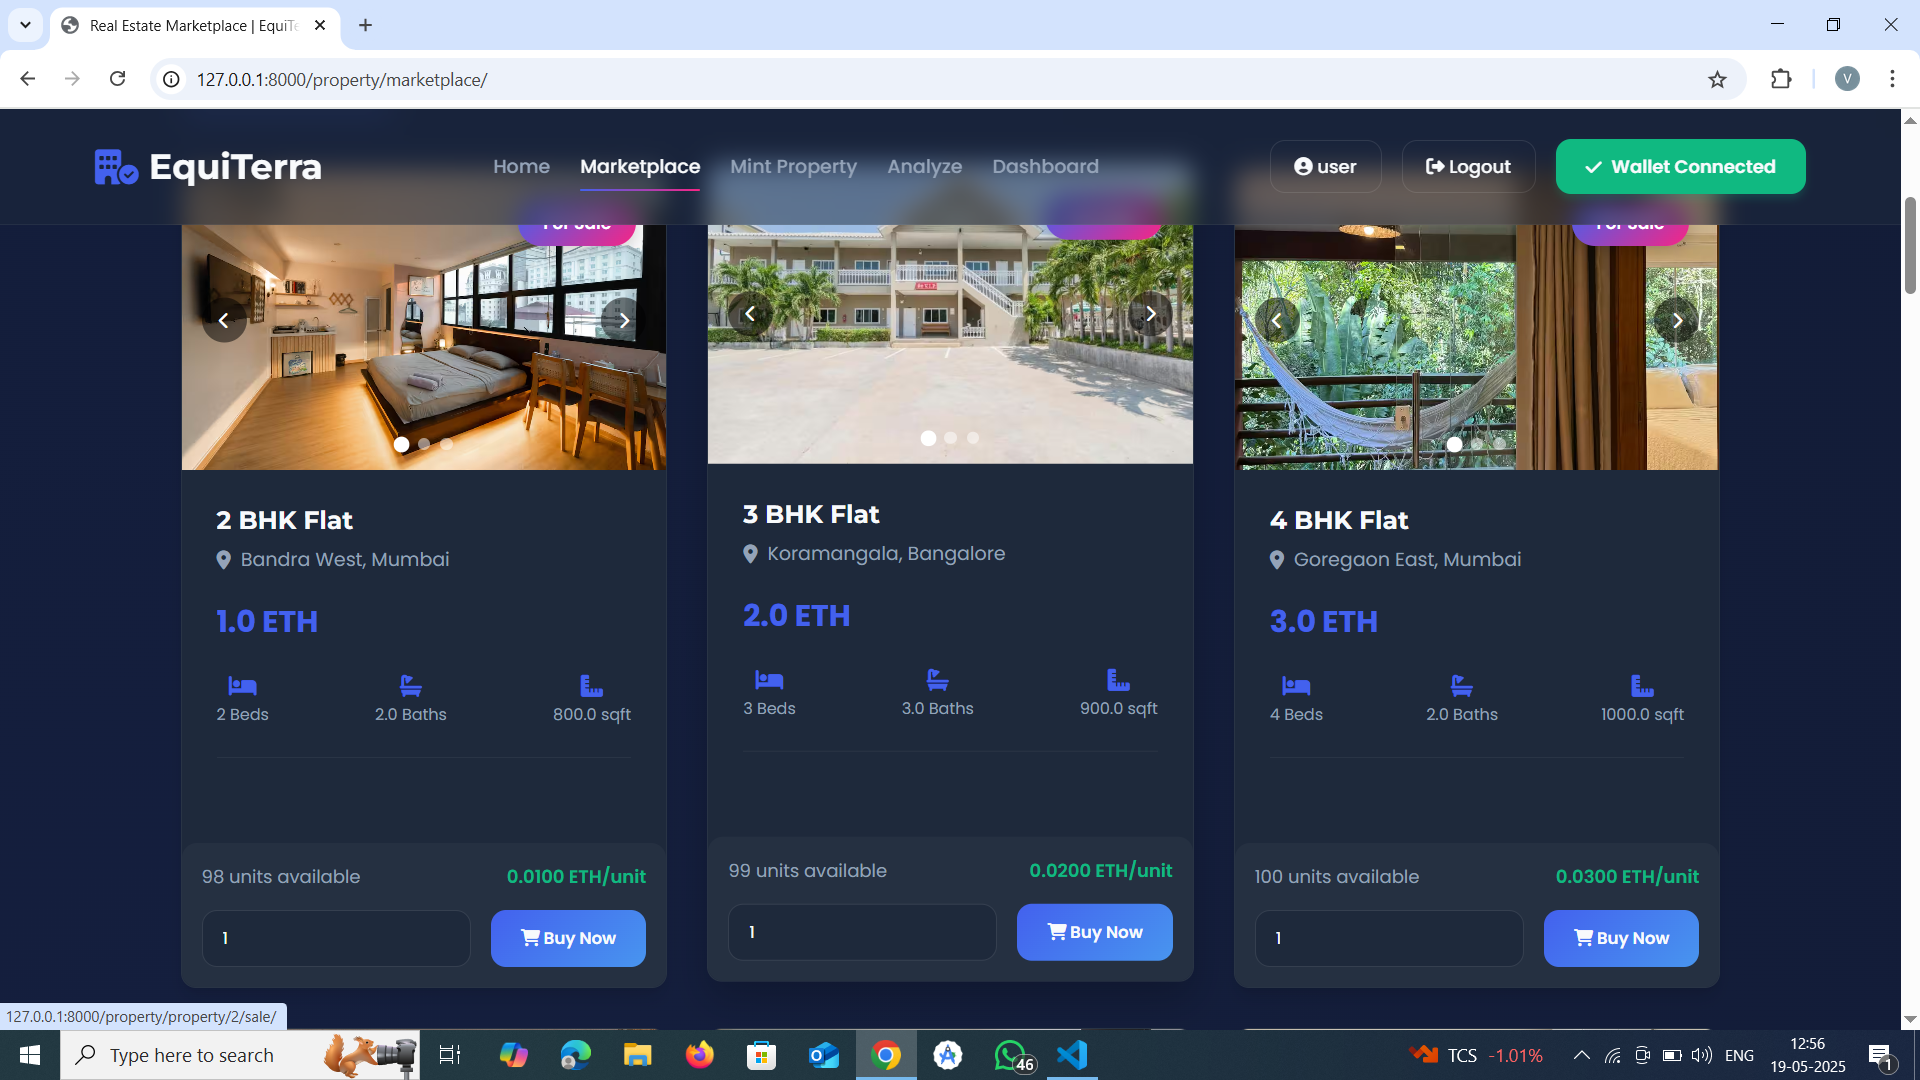 Real Estate Marketplace | EquiTe
127.0.0.1:8000/property/marketplace/
V
EquiTerra
Home
Marketplace
Mint Property
Analyze
Dashboard
user
Logout
Wallet Connected
For Sale
For Sale
2 BHK Flat
Bandra West, Mumbai
1.0 ETH
2 Beds
2.0 Baths
800.0 sqft
98 units available
0.0100 ETH/unit
1
Buy Now
3 BHK Flat
Koramangala, Bangalore
2.0 ETH
3 Beds
3.0 Baths
900.0 sqft
99 units available
0.0200 ETH/unit
1
Buy Now
4 BHK Flat
Goregaon East, Mumbai
3.0 ETH
4 Beds
2.0 Baths
1000.0 sqft
100 units available
0.0300 ETH/unit
1
Buy Now
127.0.0.1:8000/property/property/2/sale/
Type here to search
46
TCS -1.01%
ENG
12:56
19-05-2025
1